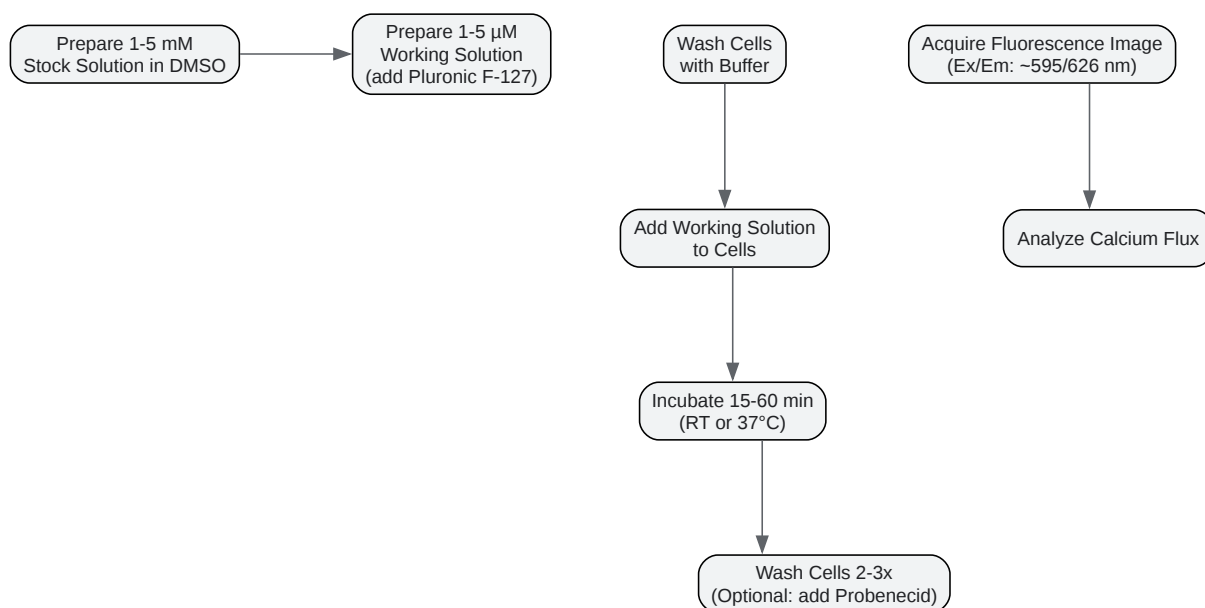 Prepare 1-5 mM
Stock Solution in DMSO
Prepare 1-5 µM
Working Solution
(add Pluronic F-127)
Wash Cells
with Buffer
Add Working Solution
to Cells
Incubate 15-60 min
(RT or 37°C)
Wash Cells 2-3x
(Optional: add Probenecid)
Acquire Fluorescence Image
(Ex/Em: ~595/626 nm)
Analyze Calcium Flux